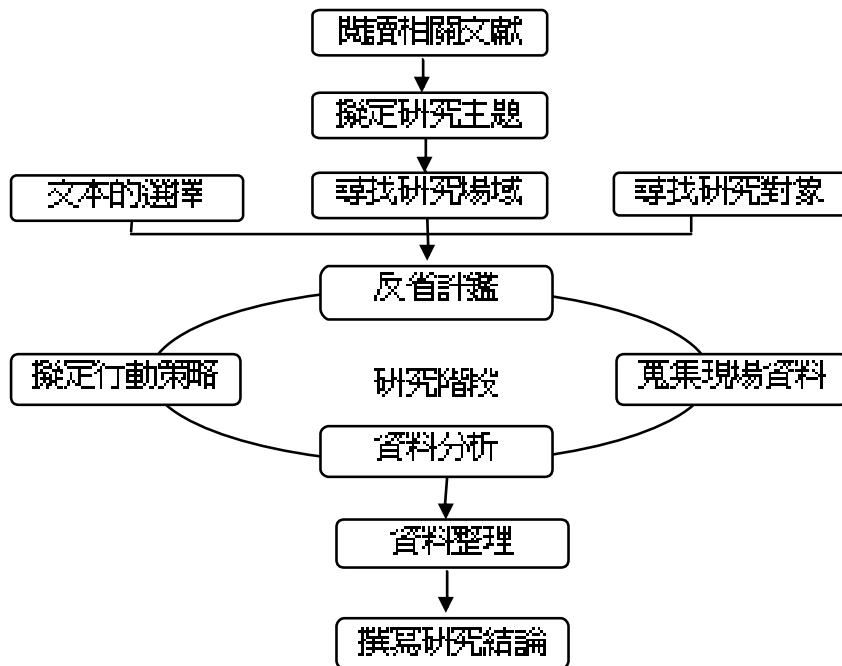 閱讀相關文獻
擬定研究主題
文本的選擇
尋找研究場域
尋找研究對象
反省評鑑
擬定行動策略
研究階段
蒐集現場資料
資料分析
資料整理
撰寫研究結論